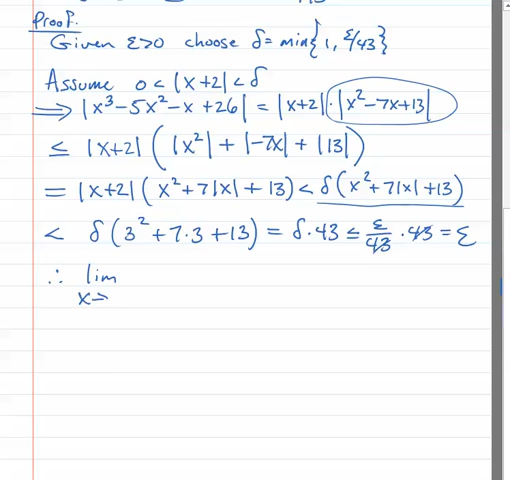 Proof.
Given ε>0 choose δ = min{1, ε/43}
Assume 0 < |x+2| < δ
⟹ |x³-5x²-x+26| = |x+2|·|x²-7x+13|
≤ |x+2| (|x²| + |-7x| + |13|)
= |x+2| (x²+7|x|+13) < δ(x²+7|x|+13)
< δ(3²+7·3+13) = δ·43 ≤ ε/43 · 43 = ε
∴ lim
x→